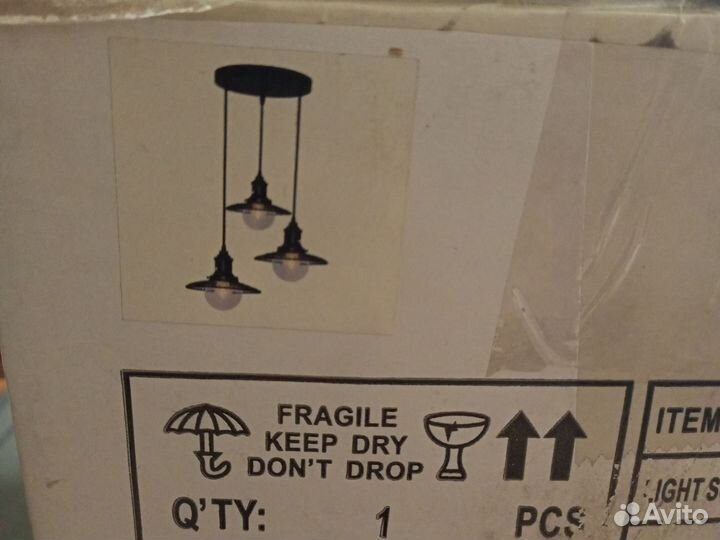 FRAGILE
KEEP DRY
DON'T DROP
Q'TY: 1 PCS
ITEM
LIGHT S
Avito